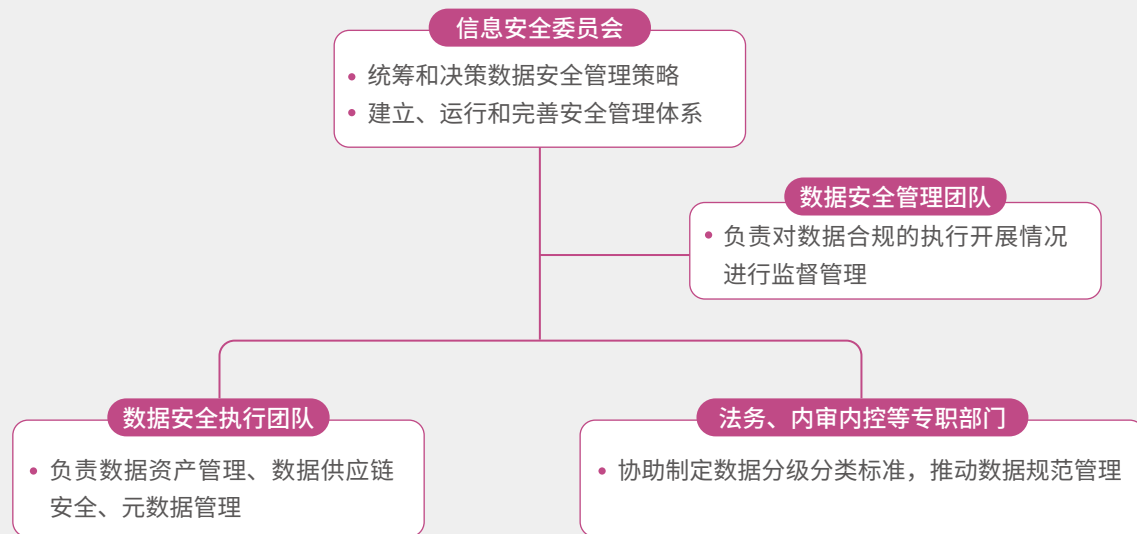 信息安全委员会
统筹和决策数据安全管理策略
建立、运行和完善安全管理体系
数据安全管理团队
负责对数据合规的执行开展情况
进行监督管理
数据安全执行团队
负责数据资产管理、数据供应链
安全、元数据管理
法务、内审内控等专职部门
协助制定数据分级分类标准，推动数据规范管理